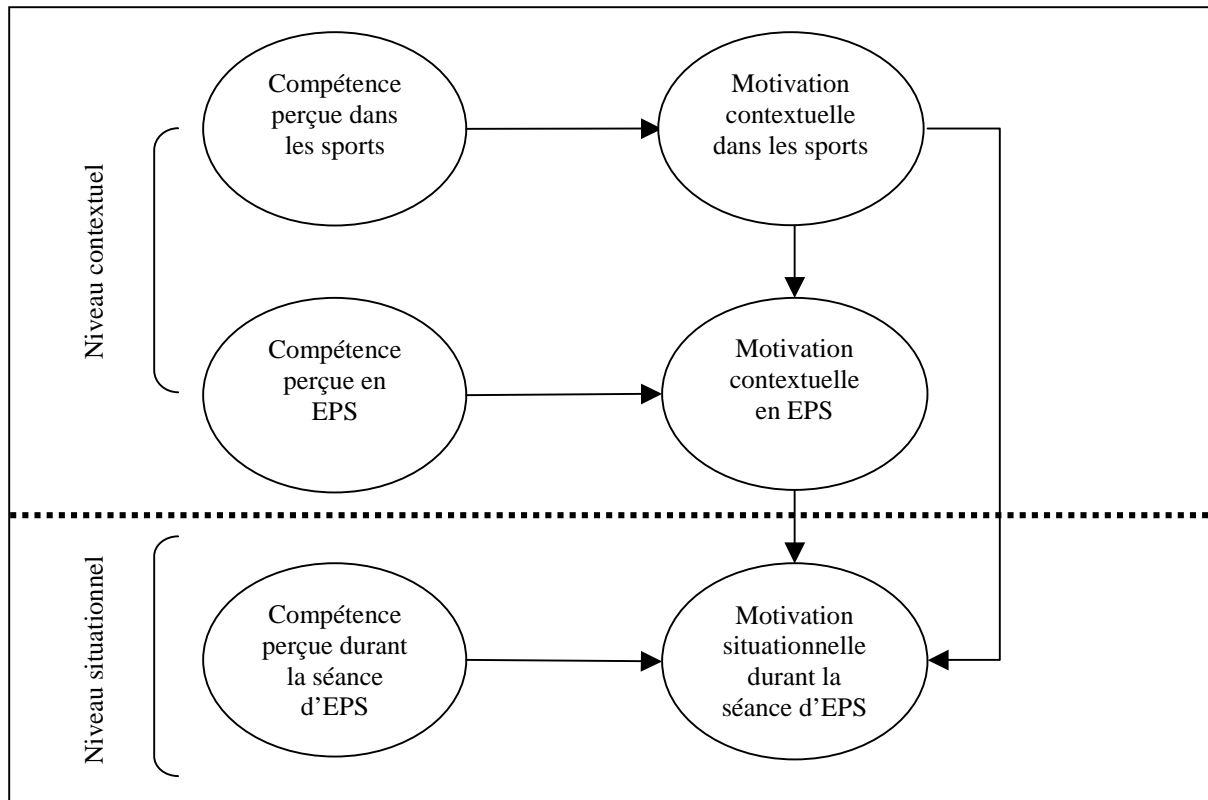 Niveau contextuel
Compétence
perçue dans
les sports
Motivation
contextuelle
dans les sports
Compétence
perçue en
EPS
Motivation
contextuelle
en EPS
Niveau situationnel
Compétence
perçue durant
la séance
d’EPS
Motivation
situationnelle
durant la
séance d’EPS